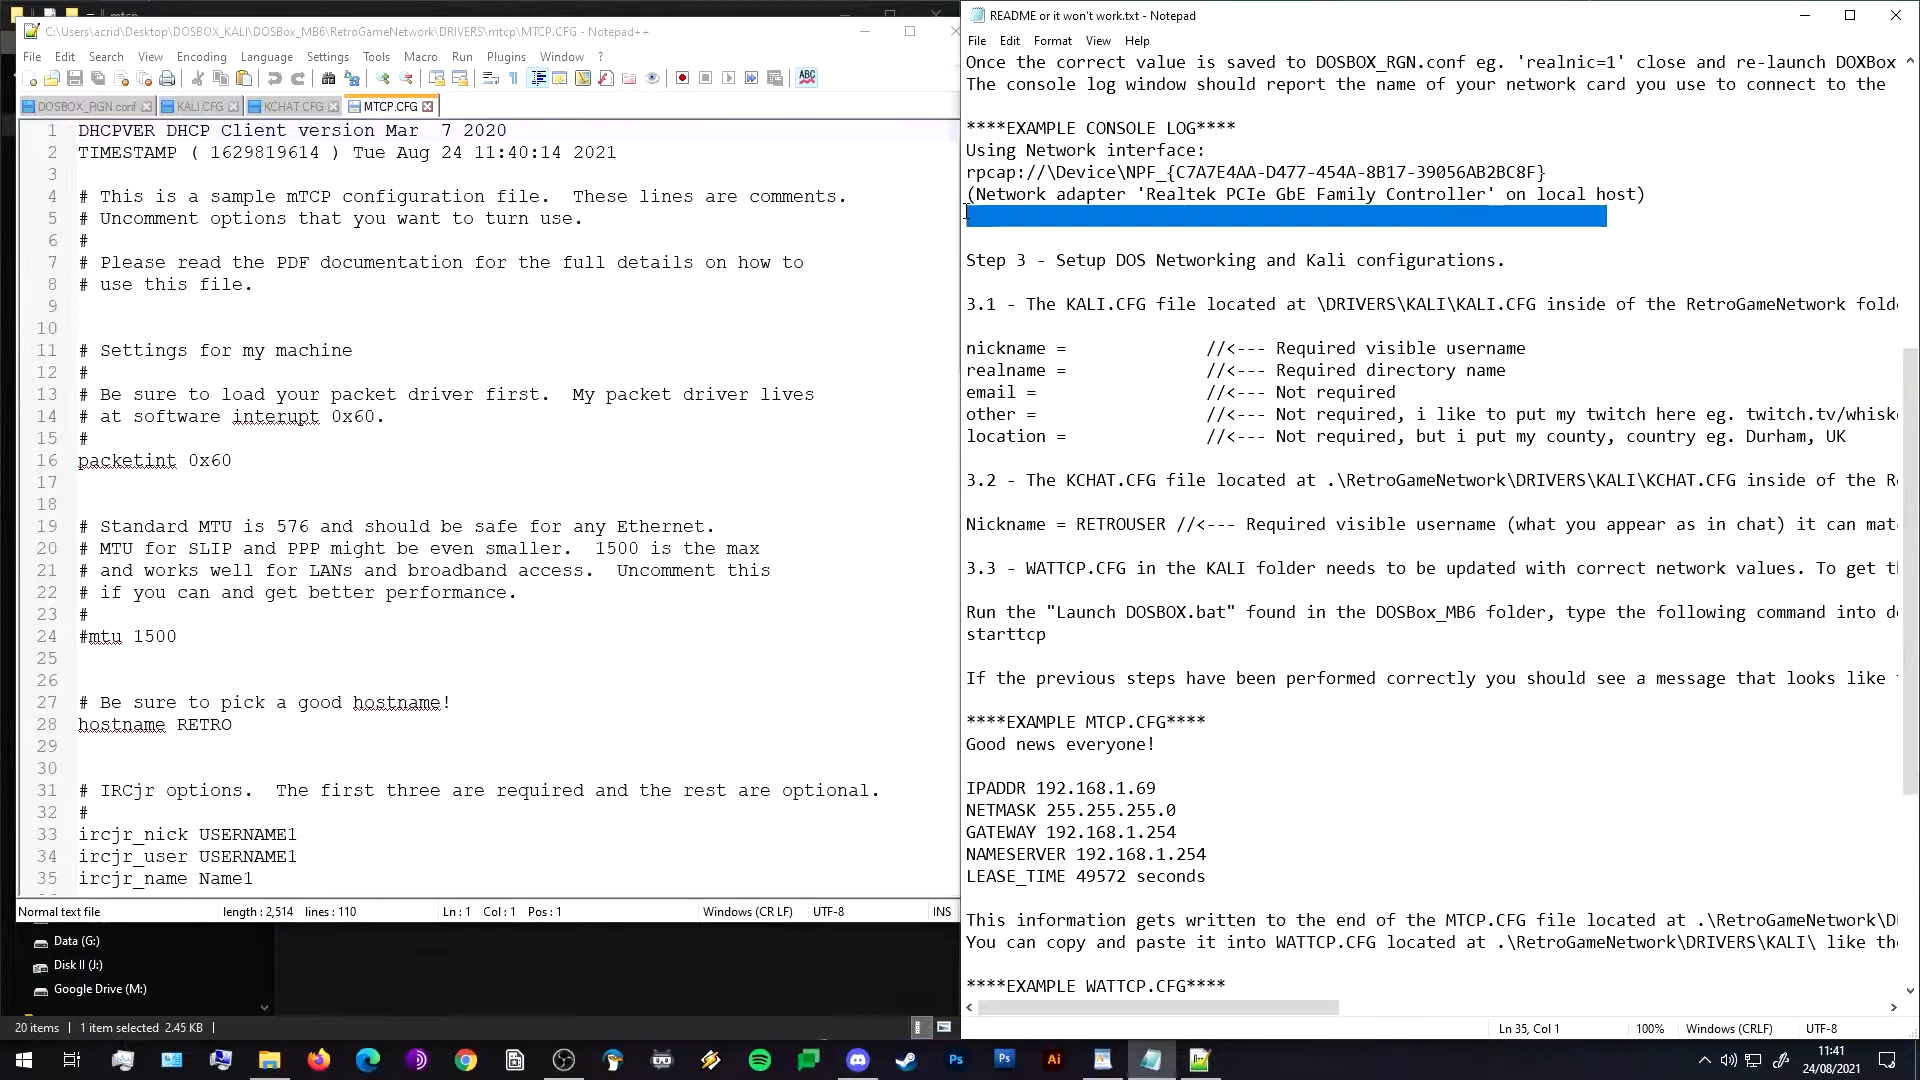 C:\Users\acrid\Desktop\DOSBOX_KALI\DOSBox_MB6\RetroGameNetwork\DRIVERS\mtcp\MTCP.CFG - Notepad++
File Edit Search View Encoding Language Settings Tools Macro Run Plugins Window ?
DOSBOX_RGN.conf KALI.CFG KCHAT.CFG MTCP.CFG
1 DHCPVER DHCP Client version Mar  7 2020
2 TIMESTAMP ( 1629819614 ) Tue Aug 24 11:40:14 2021
3
4 # This is a sample mTCP configuration file.  These lines are comments.
5 # Uncomment options that you want to turn use.
6 #
7 # Please read the PDF documentation for the full details on how to
8 # use this file.
9
10
11 # Settings for my machine
12 #
13 # Be sure to load your packet driver first.  My packet driver lives
14 # at software interupt 0x60.
15 #
16 packetint 0x60
17
18
19 # Standard MTU is 576 and should be safe for any Ethernet.
20 # MTU for SLIP and PPP might be even smaller.  1500 is the max
21 # and works well for LANs and broadband access.  Uncomment this
22 # if you can and get better performance.
23 #
24 #mtu 1500
25
26
27 # Be sure to pick a good hostname!
28 hostname RETRO
29
30
31 # IRCjr options.  The first three are required and the rest are optional.
32 #
33 ircjr_nick USERNAME1
34 ircjr_user USERNAME1
35 ircjr_name Name1
Normal text file length : 2,514 lines : 110 Ln : 1 Col : 1 Pos : 1 Windows (CR LF) UTF-8 INS
Data (G:)
Disk II (J:)
Google Drive (M:)
20 items 1 item selected 2.45 KB
README or it won't work.txt - Notepad
File Edit Format View Help
Once the correct value is saved to DOSBOX_RGN.conf eg. 'realnic=1' close and re-launch DOXBox
The console log window should report the name of your network card you use to connect to the
****EXAMPLE CONSOLE LOG****
Using Network interface:
rpcap://\Device\NPF_{C7A7E4AA-D477-454A-8B17-39056AB2BC8F}
(Network adapter 'Realtek PCIe GbE Family Controller' on local host)
Step 3 - Setup DOS Networking and Kali configurations.
3.1 - The KALI.CFG file located at \DRIVERS\KALI\KALI.CFG inside of the RetroGameNetwork
nickname = //<--- Required visible username
realname = //<--- Required directory name
email = //<--- Not required
other = //<--- Not required, i like to put my twitch here eg.
location = //<--- Not required, but i put my county, country eg. Durham, UK
3.2 - The KCHAT.CFG file located at .\RetroGameNetwork\DRIVERS\KALI\KCHAT.CFG inside of the
Nickname = RETROUSER //<--- Required visible username (what you appear as in chat) it can
3.3 - WATTCP.CFG in the KALI folder needs to be updated with correct network values. To get
Run the "Launch DOSBOX.bat" found in the DOSBox_MB6 folder, type the following command into
starttcp
If the previous steps have been performed correctly you should see a message that looks like
****EXAMPLE MTCP.CFG****
Good news everyone!
IPADDR 192.168.1.69
NETMASK 255.255.255.0
GATEWAY 192.168.1.254
NAMESERVER 192.168.1.254
LEASE_TIME 49572 seconds
This information gets written to the end of the MTCP.CFG file located at
You can copy and paste it into WATTCP.CFG located at .\RetroGameNetwork\DRIVERS\KALI\ like
****EXAMPLE WATTCP.CFG****
Ln 35, Col 1 100% Windows (CRLF) UTF-8
11:41
24/08/2021